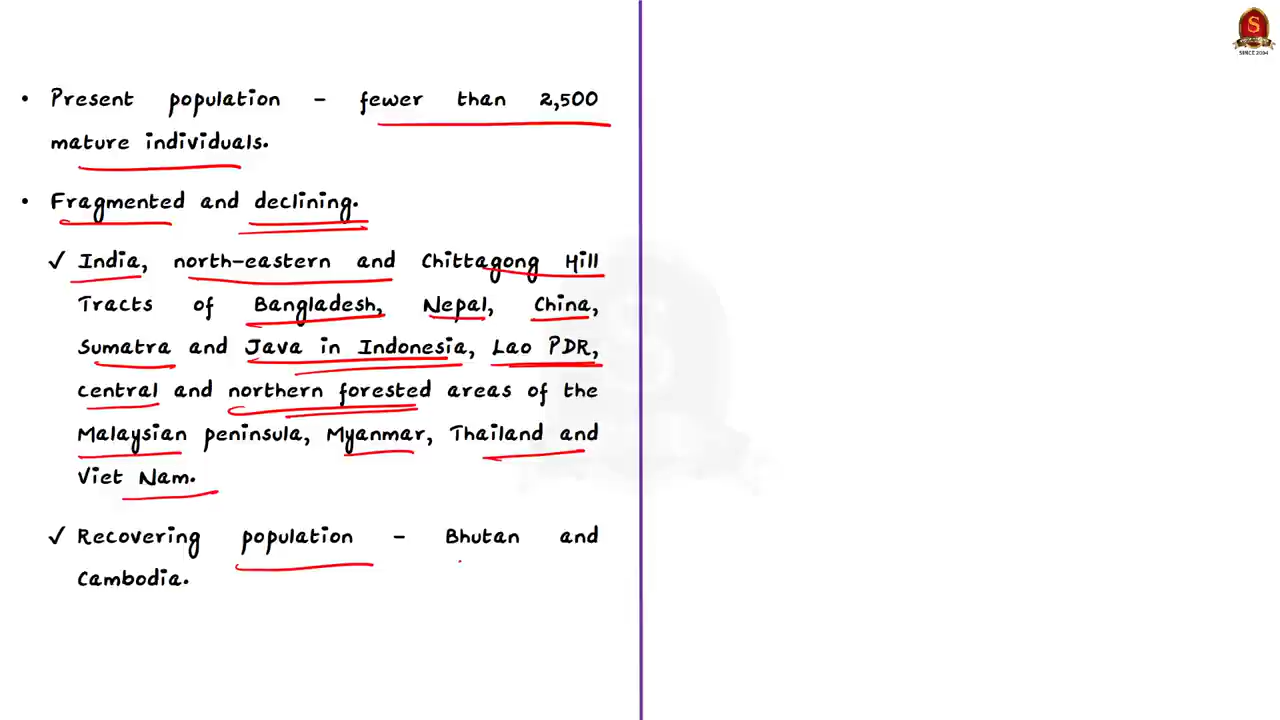 • Present population – fewer than 2,500
mature individuals.
• Fragmented and declining.
✓ India, north-eastern and Chittagong Hill
Tracts of Bangladesh, Nepal, China,
Sumatra and Java in Indonesia, Lao PDR,
central and northern forested areas of the
Malaysian peninsula, Myanmar, Thailand and
Viet Nam.
✓ Recovering population – Bhutan and
Cambodia.
S
SINCE 2004